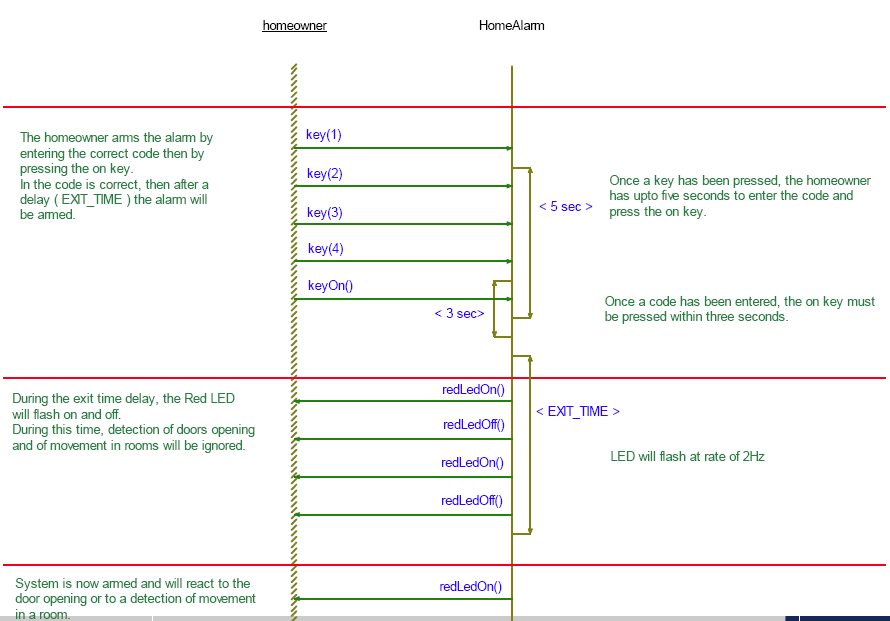 homeowner
HomeAlarm
The homeowner arms the alarm by
entering the correct code then by
pressing the on key.
In the code is correct, then after a
delay ( EXIT_TIME ) the alarm will
be armed.
key(1)
key(2)
key(3)
key(4)
keyOn()
< 5 sec >
Once a key has been pressed, the homeowner
has upto five seconds to enter the code and
press the on key.
< 3 sec>
Once a code has been entered, the on key must
be pressed within three seconds.
During the exit time delay, the Red LED
will flash on and off.
During this time, detection of doors opening
and of movement in rooms will be ignored.
redLedOn()
redLedOff()
redLedOn()
redLedOff()
< EXIT_TIME >
LED will flash at rate of 2Hz
System is now armed and will react to the
door opening or to a detection of movement
in a room.
redLedOn()